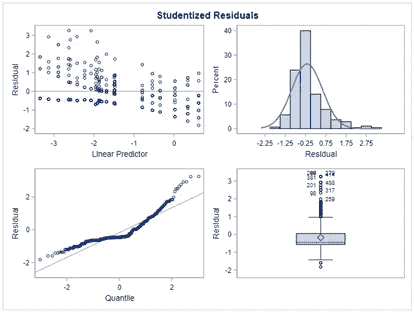 Studentized Residuals
3
2
1
0
-1
-2
Residual
-3 -2 -1 0
Linear Predictor
40
30
20
10
0
Percent
-2.25 -1.25 -0.25 0.75 1.75 2.75
Residual
2
0
-2
Residual
-2 0 2
Quantile
3
2
1
0
-1
-2
Residual
488
317
98
259
201